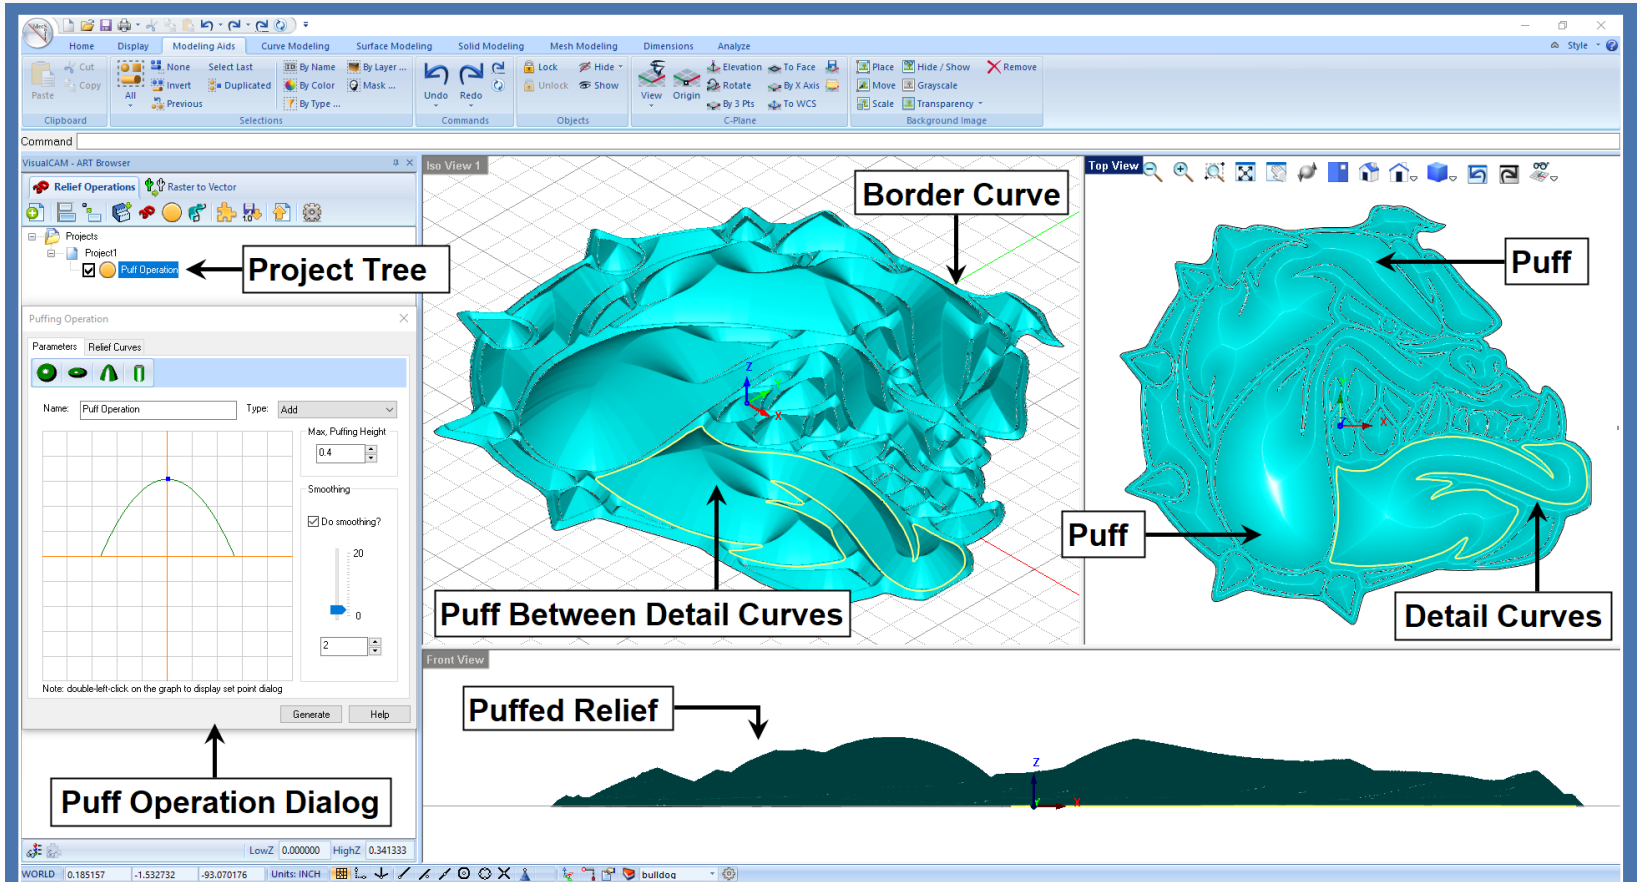 Home Display Modeling Aids Curve Modeling Surface Modeling Solid Modeling Mesh Modeling Dimensions Analyze Style
Cut None Select Last By Name By Layer ... Lock Hide Elevation To Face Place Hide / Show Remove
Paste Copy All Invert Duplicated By Color Mask ... Undo Redo Unlock Show View Origin Rotate By X Axis Move Grayscale
Previous By Type ... By 3 Pts To WCS Scale Transparency
Clipboard Selections Commands Objects C-Plane Background Image
Command
VisualCAM - ART Browser
Relief Operations Raster to Vector
Projects
Project1
Puff Operation
Project Tree
Puffing Operation
Parameters Relief Curves
Name: Puff Operation Type: Add
Max, Puffing Height
0.4
Smoothing
Do smoothing?
20
0
2
Note: double-left-click on the graph to display set point dialog
Generate Help
Puff Operation Dialog
LowZ 0.000000 HighZ 0.341333
Iso View 1
Border Curve
Z
Y
X
Puff Between Detail Curves
Top View
Puff
Y
X
Puff
Detail Curves
Front View
Puffed Relief
Z
Y
X
WORLD 0.185157 -1.532732 -93.070176 Units: INCH bulldog